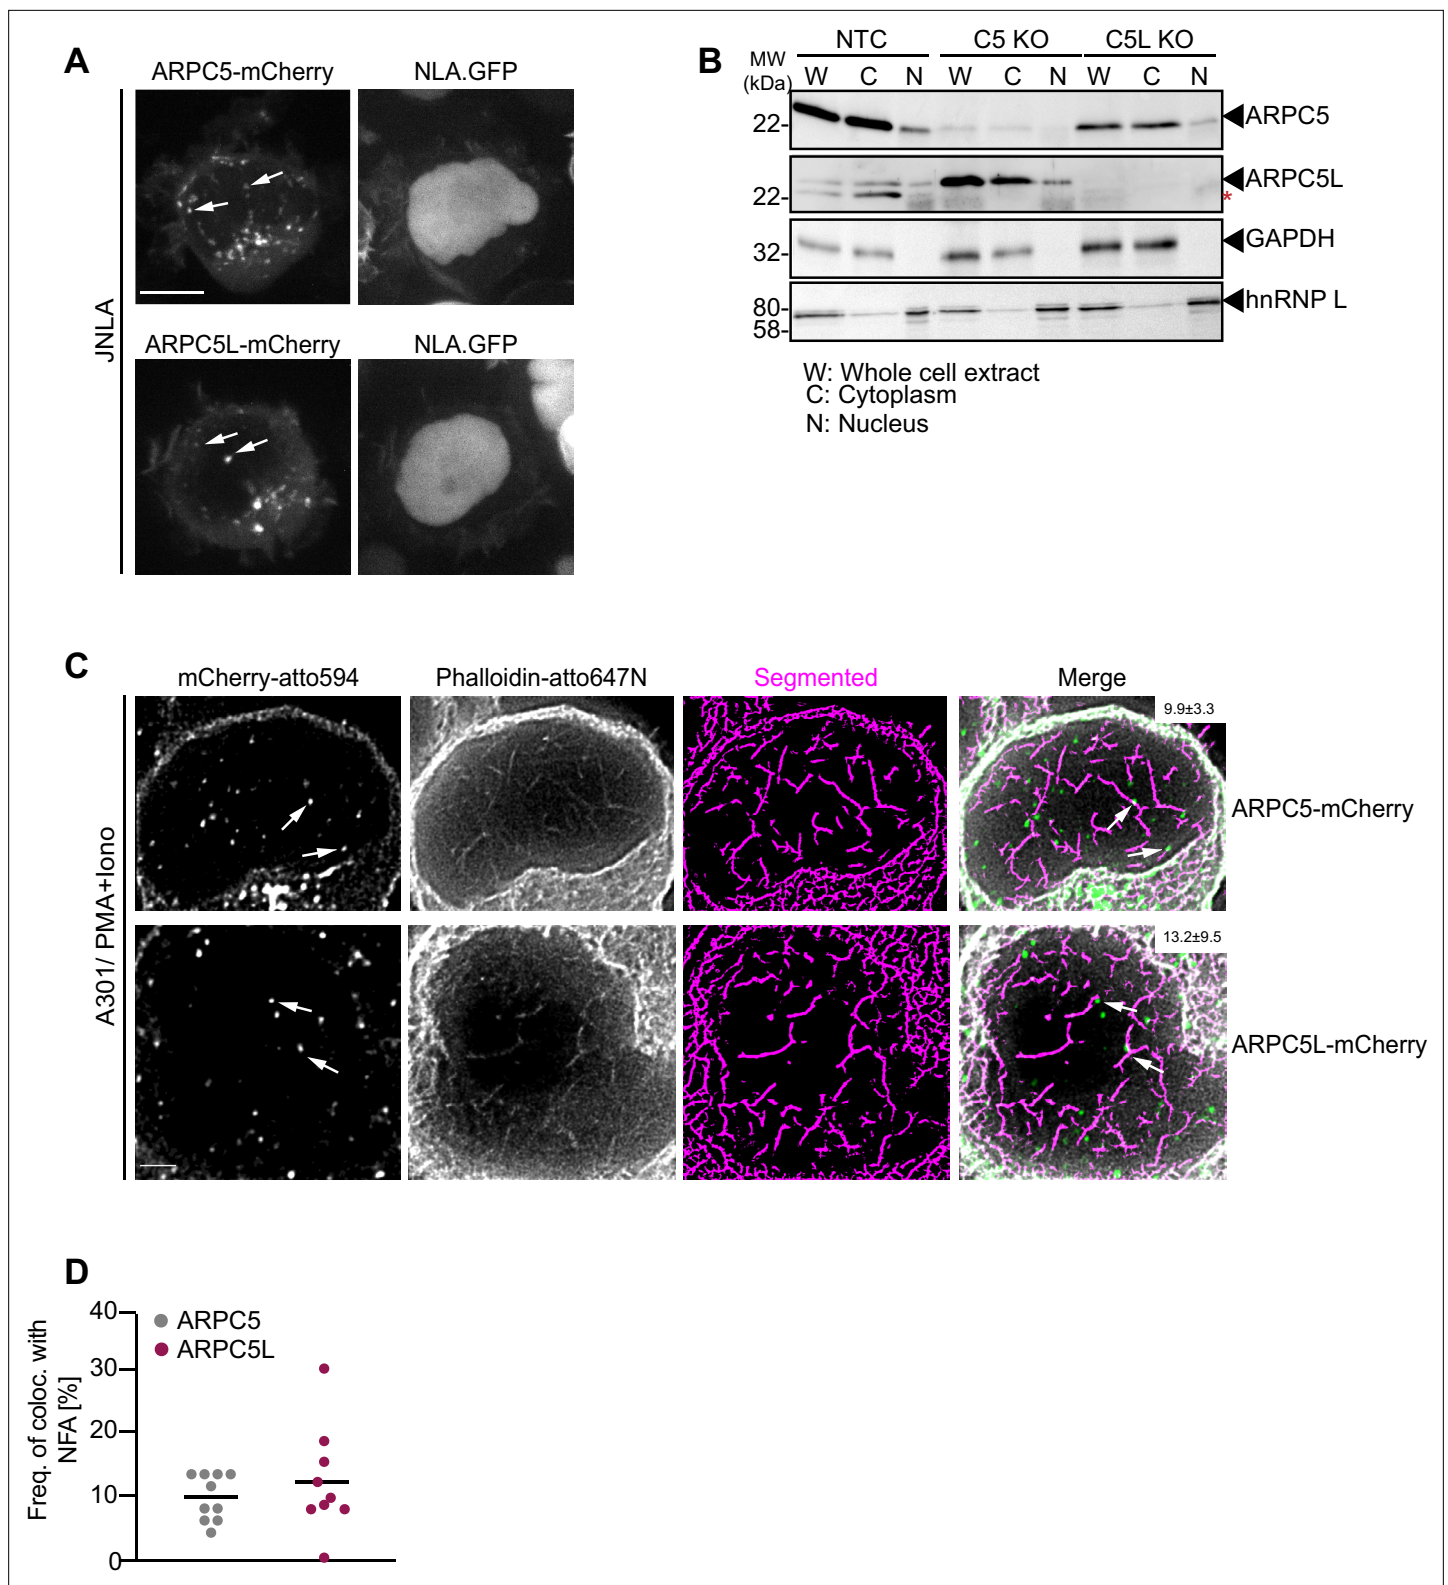 A
ARPC5-mCherry
NLA.GFP
JNLA
ARPC5L-mCherry
NLA.GFP
B
MW
(kDa)
NTC
C5 KO
C5L KO
W C N W C N W C N
22-
ARPC5
22-
ARPC5L
*
32-
GAPDH
80-
58-
hnRNP L
W: Whole cell extract
C: Cytoplasm
N: Nucleus
C
mCherry-atto594
Phalloidin-atto647N
Segmented
Merge
A301/ PMA+Iono
9.9±3.3
ARPC5-mCherry
13.2±9.5
ARPC5L-mCherry
D
Freq. of coloc. with
NFA [%]
40
30
20
10
0
ARPC5
ARPC5L